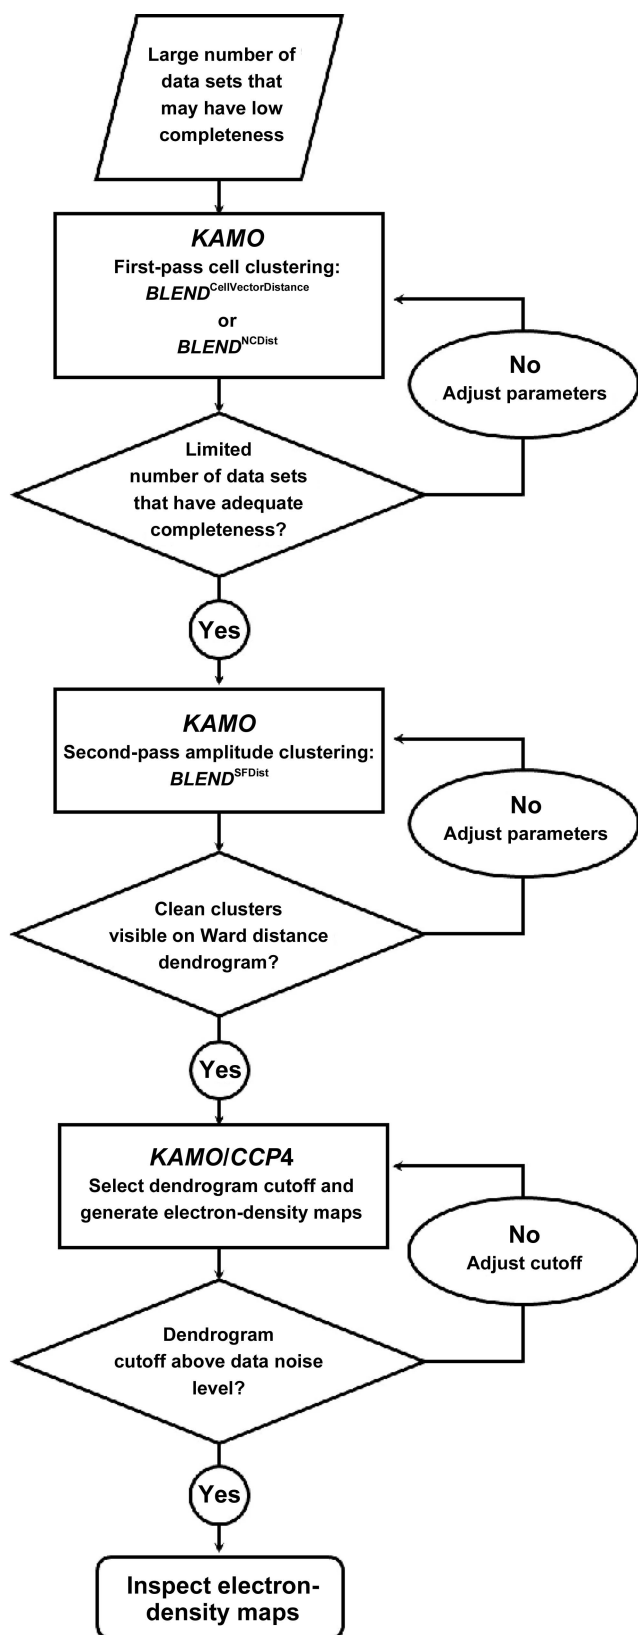 Large number of
data sets that
may have low
completeness
KAMO
First-pass cell clustering:
BLENDCellVectorDistance
or
BLENDNCDist
No
Adjust parameters
Limited
number of data sets
that have adequate
completeness?
Yes
KAMO
Second-pass amplitude clustering:
BLENDSFDist
No
Adjust parameters
Clean clusters
visible on Ward distance
dendrogram?
Yes
KAMO/CCP4
Select dendrogram cutoff and
generate electron-density maps
No
Adjust cutoff
Dendrogram
cutoff above data noise
level?
Yes
Inspect electron-
density maps